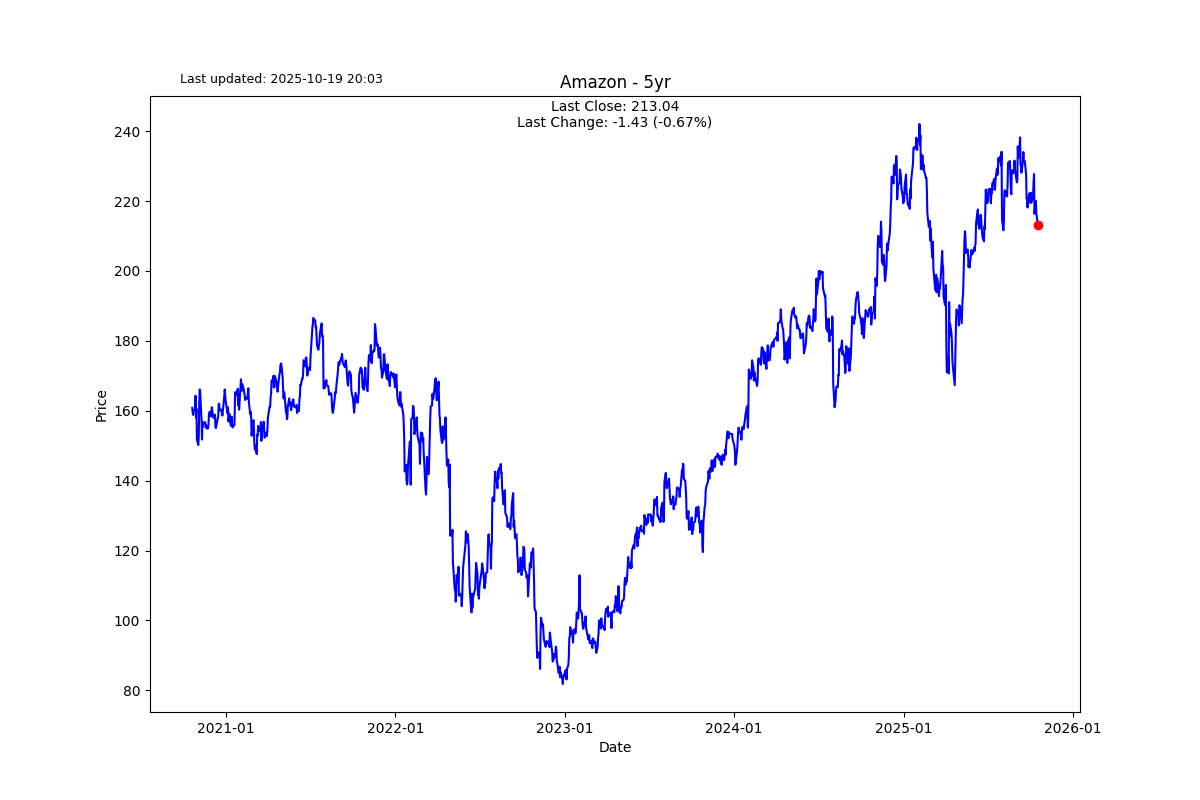 Last updated: 2025-10-19 20:03
Amazon - 5yr
Last Close: 213.04
Last Change: -1.43 (-0.67%)
240
220
200
180
160
140
120
100
80
Price
2021-01
2022-01
2023-01
2024-01
2025-01
2026-01
Date